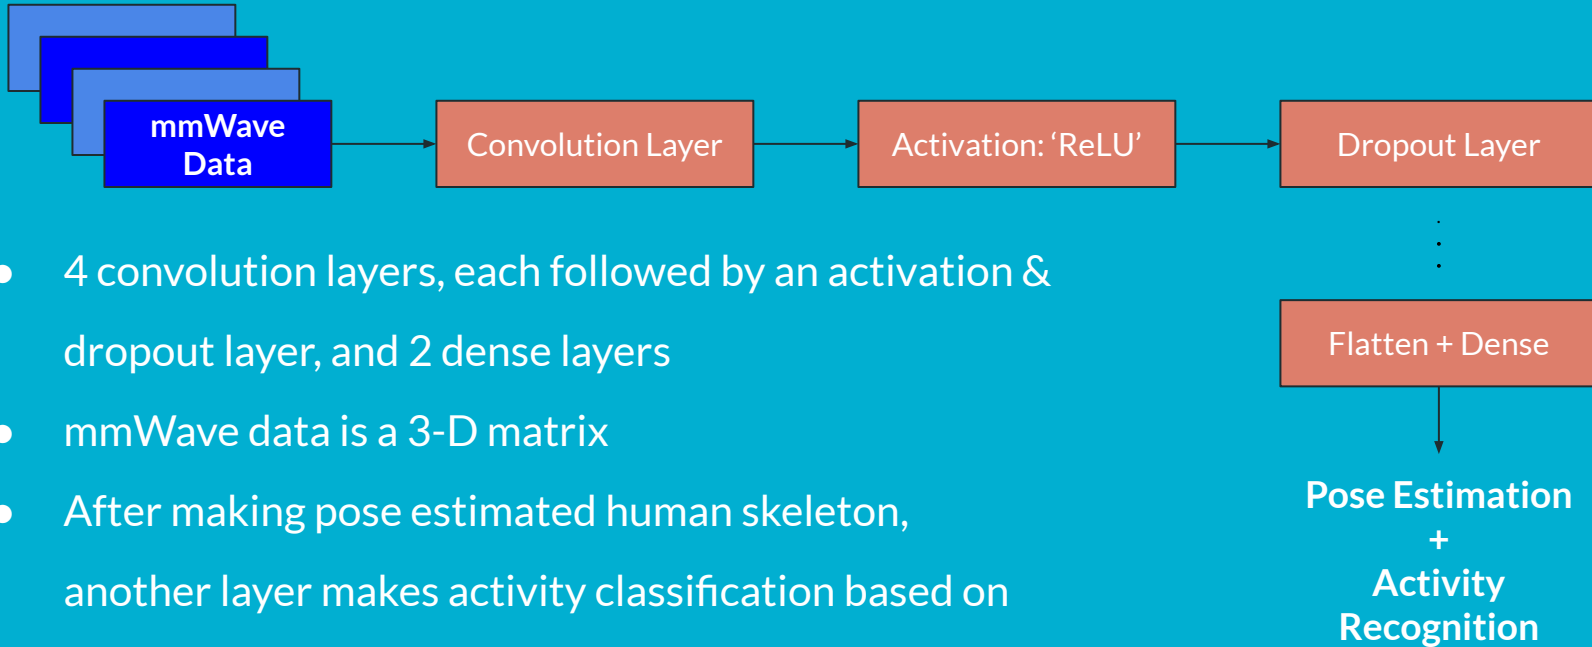 mmWave
Data
Convolution Layer
Activation: ‘ReLU’
Dropout Layer
● 4 convolution layers, each followed by an activation &
dropout layer, and 2 dense layers
● mmWave data is a 3-D matrix
● After making pose estimated human skeleton,
another layer makes activity classification based on
Flatten + Dense
Pose Estimation
+
Activity
Recognition